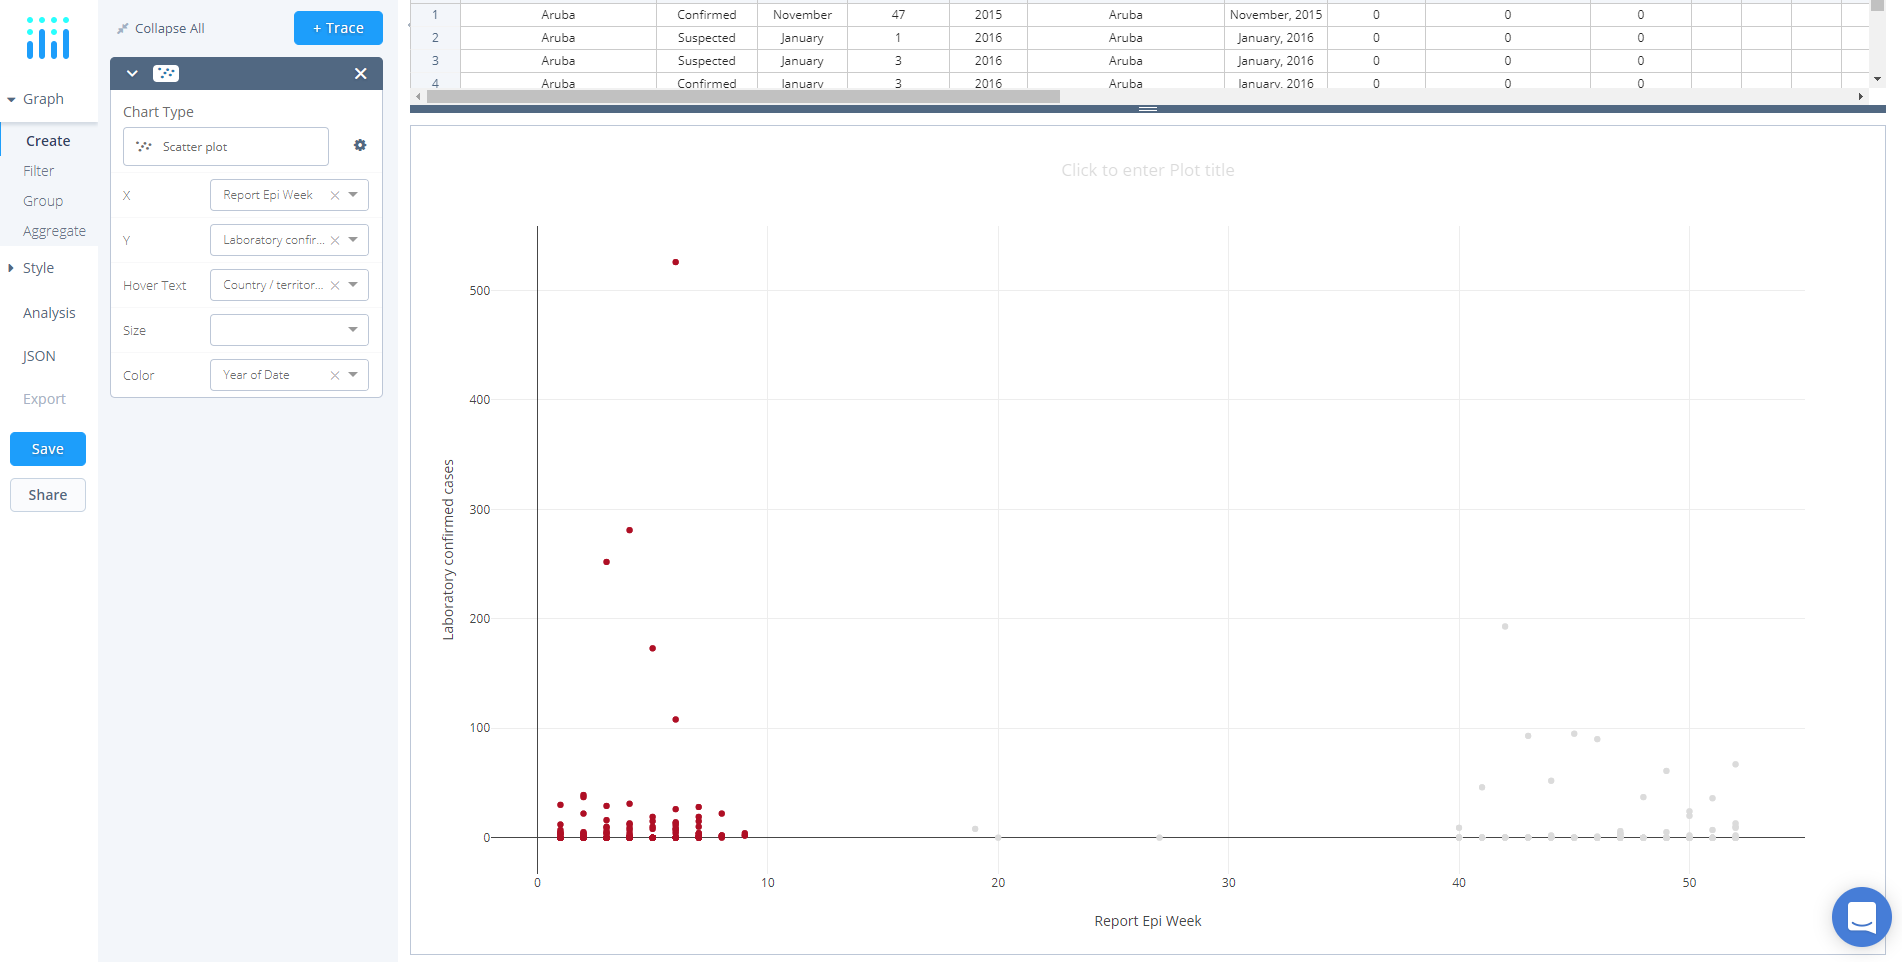 Collapse All
+ Trace
Graph
Create
Filter
Group
Aggregate
Style
Analysis
JSON
Export
Save
Share
Chart Type
Scatter plot
X Report Epi Week
Y Laboratory confir...
Hover Text Country / territor...
Size
Color Year of Date
1 Aruba Confirmed November 47 2015 Aruba November, 2015 0 0 0
2 Aruba Suspected January 1 2016 Aruba January, 2016 0 0 0
3 Aruba Suspected January 3 2016 Aruba January, 2016 0 0 0
4 Aruba Confirmed January 3 2016 Aruba January, 2016 0 0 0
Click to enter Plot title
Laboratory confirmed cases
500
400
300
200
100
0
0 10 20 30 40 50
Report Epi Week